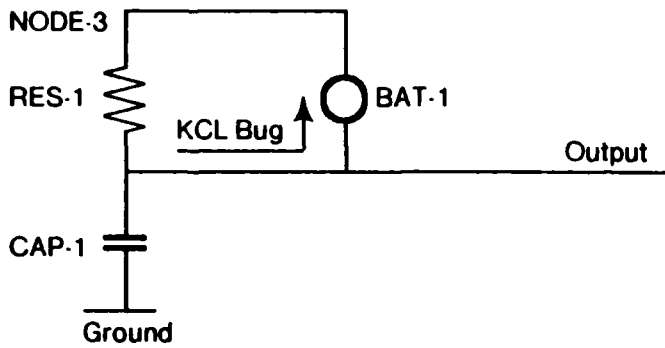 NODE-3
RES-1
BAT-1
KCL Bug
Output
CAP-1
Ground